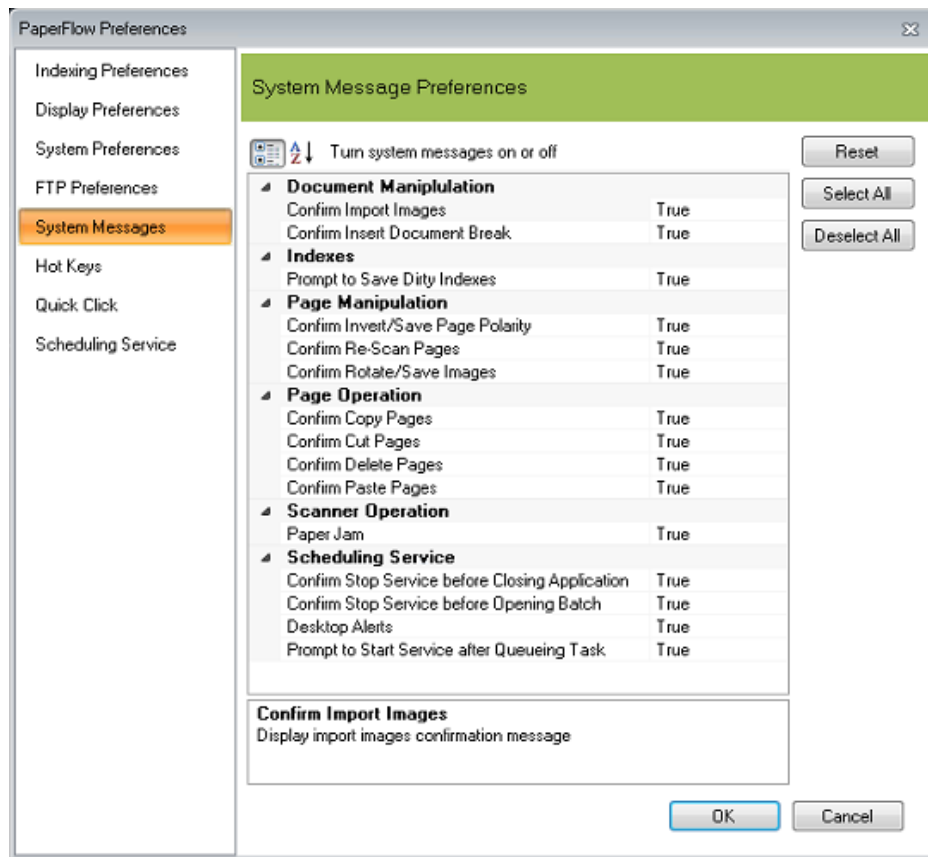 PaperFlow Preferences
Indexing Preferences
Display Preferences
System Preferences
FTP Preferences
System Messages
Hot Keys
Quick Click
Scheduling Service
System Message Preferences
A
Z
Turn system messages on or off
Document Maniplulation
Confirm Import Images True
Confirm Insert Document Break True
Indexes
Prompt to Save Dirty Indexes True
Page Manipulation
Confirm Invert/Save Page Polarity True
Confirm Re-Scan Pages True
Confirm Rotate/Save Images True
Page Operation
Confirm Copy Pages True
Confirm Cut Pages True
Confirm Delete Pages True
Confirm Paste Pages True
Scanner Operation
Paper Jam True
Scheduling Service
Confirm Stop Service before Closing Application True
Confirm Stop Service before Opening Batch True
Desktop Alerts True
Prompt to Start Service after Queueing Task True
Reset
Select All
Deselect All
Confirm Import Images
Display import images confirmation message
OK
Cancel